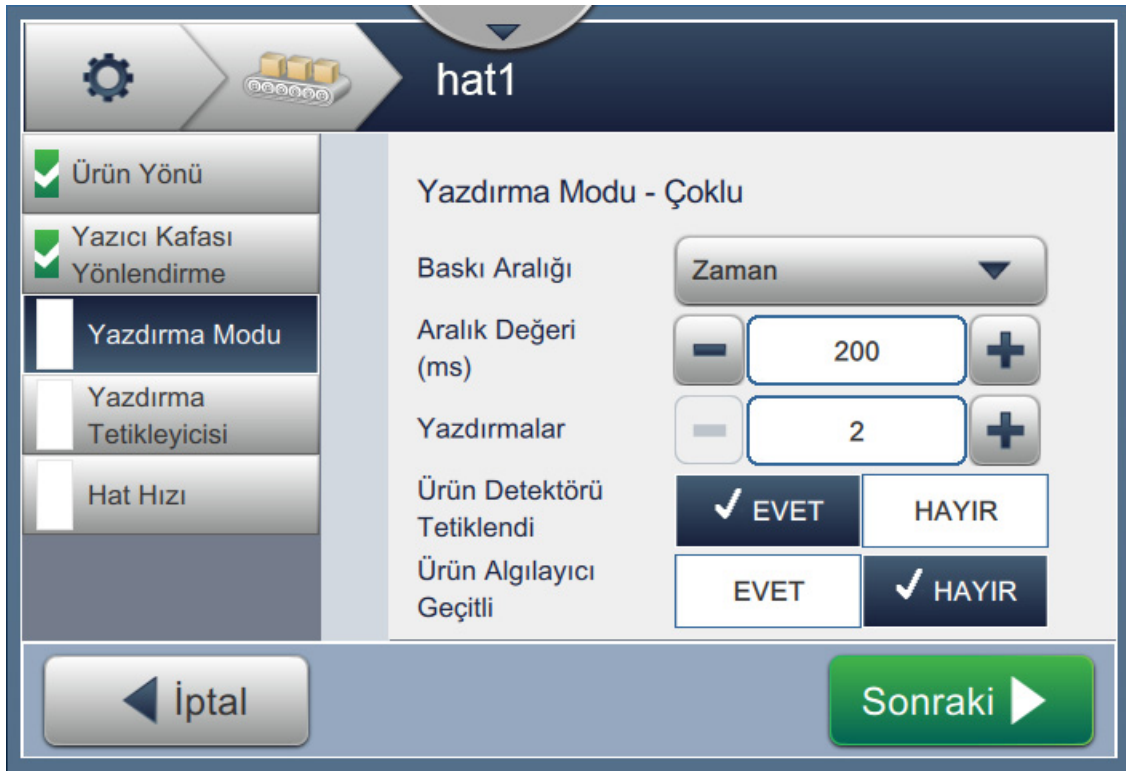 hat1
Ürün Yönü
Yazıcı Kafası
Yönlendirme
Yazdırma Modu
Yazdırma
Tetikleyicisi
Hat Hızı
Yazdırma Modu - Çoklu
Baskı Aralığı
Zaman
Aralık Değeri
(ms)
200
Yazdırmalar
2
Ürün Detektörü
Tetiklendi
EVET
HAYIR
Ürün Algılayıcı
Geçitli
EVET
HAYIR
İptal
Sonraki